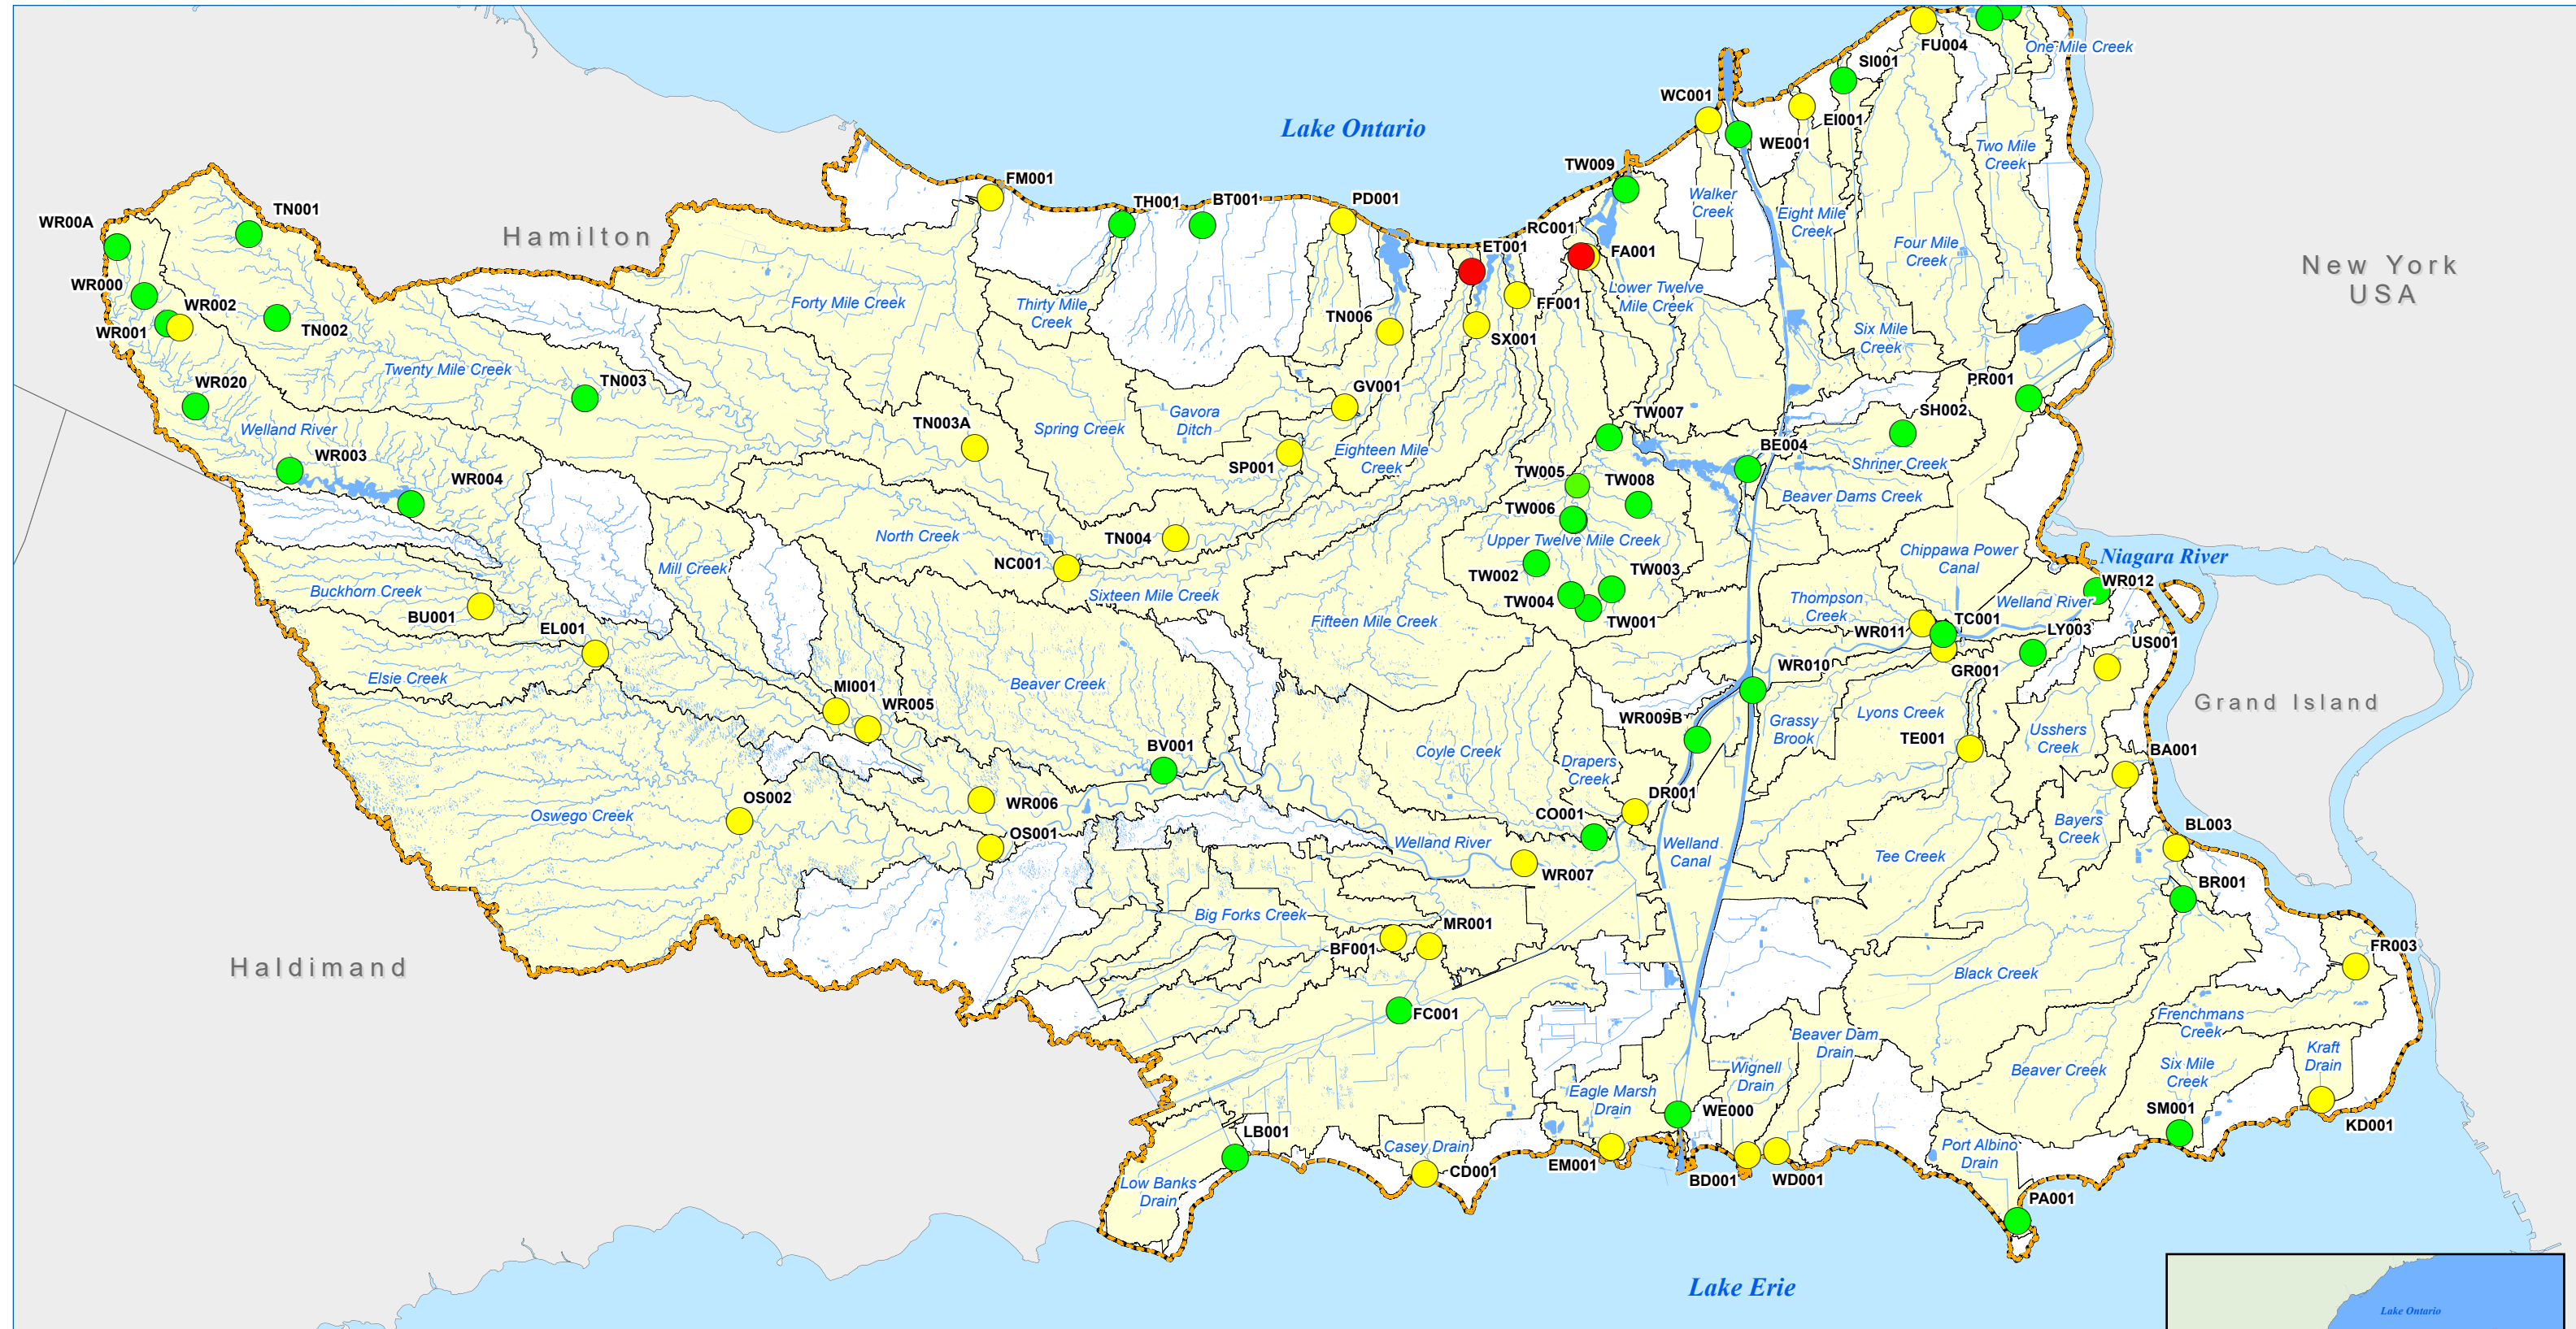 One Mile Creek
FU004
SI001
WC001
EI001
WE001
Lake Ontario
Two Mile
Creek
TW009
FM001
TH001
BT001
PD001
Walker
Creek
Eight Mile
Creek
TN001
WR00A
Hamilton
RC001
ET001
FA001
Four Mile
Creek
New York
USA
WR000
WR002
WR001
TN002
Forty Mile Creek
Thirty Mile
Creek
TN006
FF001
SX001
Lower Twelve
Mile Creek
Six Mile
Creek
Twenty Mile Creek
TN003
WR020
GV001
PR001
SH002
Welland River
TN003A
Spring Creek
Gavora
Ditch
TW007
BE004
WR003
WR004
SP001
Eighteen Mile
Creek
TW005
TW008
Shriner Creek
Beaver Dams Creek
TW006
North Creek
TN004
Upper Twelve Mile Creek
Chippawa Power
Canal
Niagara River
NC001
Mill Creek
Buckhorn Creek
BU001
Sixteen Mile Creek
TW002
TW003
TW004
TW001
WR012
Thompson
Creek
Welland River
EL001
Fifteen Mile Creek
WR011
TC001
LY003
US001
Elsie Creek
Beaver Creek
MI001
WR005
WR010
GR001
Grand Island
WR009B
Grassy
Brook
Lyons Creek
TE001
Usshers
Creek
BV001
Coyle Creek
Drapers
Creek
BA001
OS002
Oswego Creek
WR006
OS001
DR001
CO001
Bayers
Creek
BL003
Welland River
Welland
Canal
Tee Creek
WR007
BR001
Big Forks Creek
MR001
BF001
FR003
Haldimand
Black Creek
FC001
Frenchmans
Creek
Beaver Dam
Drain
Kraft
Drain
Wignell
Drain
Beaver Creek
Six Mile
Creek
Eagle Marsh
Drain
WE000
SM001
KD001
LB001
Casey Drain
Port Albino
Drain
EM001
CD001
BD001
WD001
Low Banks
Drain
PA001
Lake Erie
Lake Ontario